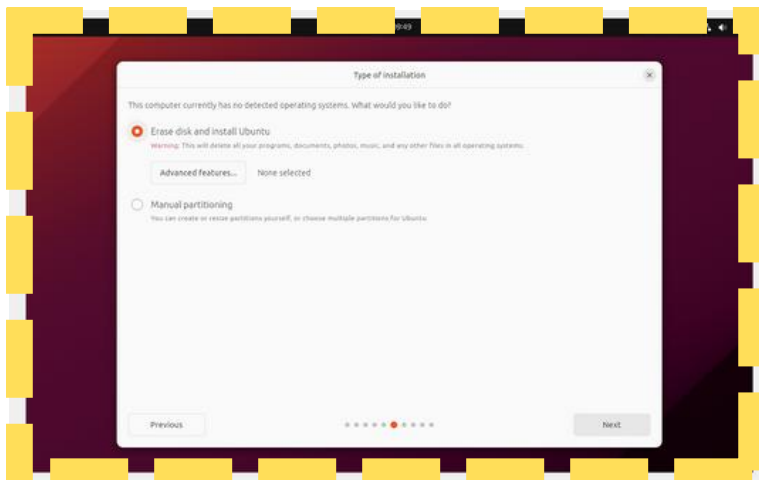 Type of installation
This computer currently has no detected operating systems. What would you like to do?
Erase disk and install Ubuntu
Warning: This will delete all your programs, documents, photos, music, and any other files in all operating systems.
Advanced features... None selected
Manual partitioning
You can create or resize partitions yourself, or choose multiple partitions for Ubuntu
Previous
Next